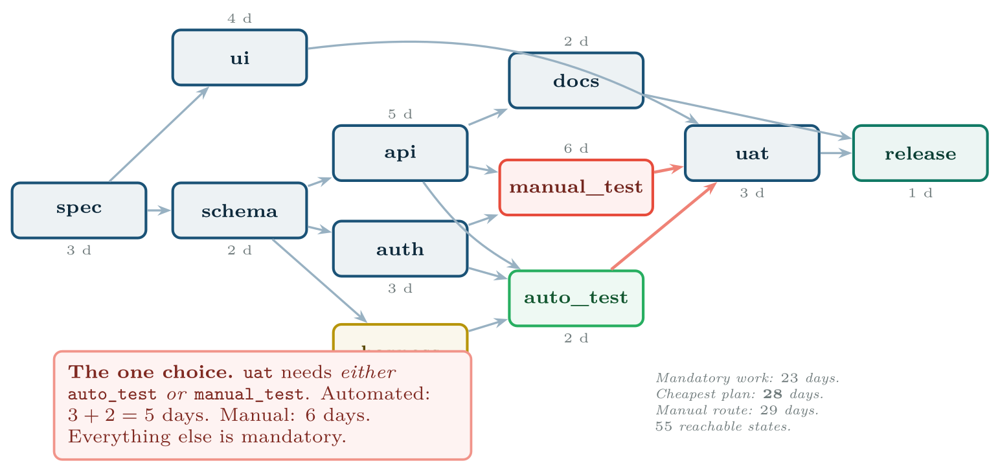 4 d
ui
2 d
docs
5 d
api
uat
3 d
release
1 d
6 d
manual_test
spec
3 d
schema
2 d
auth
3 d
auto_test
2 d
The one choice. uat needs either
auto_test or manual_test. Automated:
3 + 2 = 5 days. Manual: 6 days.
Everything else is mandatory.
Mandatory work: 23 days.
Cheapest plan: 28 days.
Manual route: 29 days.
55 reachable states.